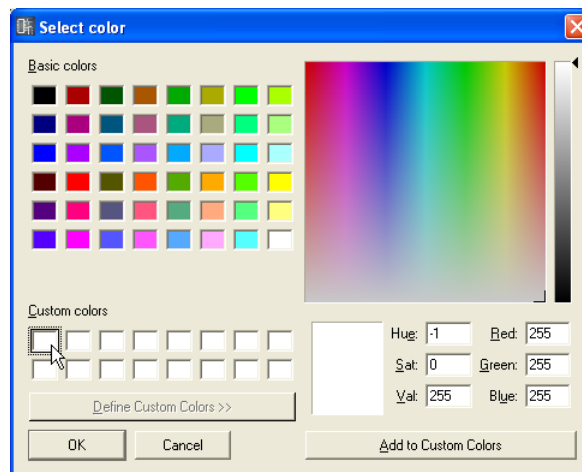 Select color
Basic colors
Custom colors
Hue: -1 Red: 255
Sat: 0 Green: 255
Val: 255 Blue: 255
Define Custom Colors >>
OK Cancel Add to Custom Colors